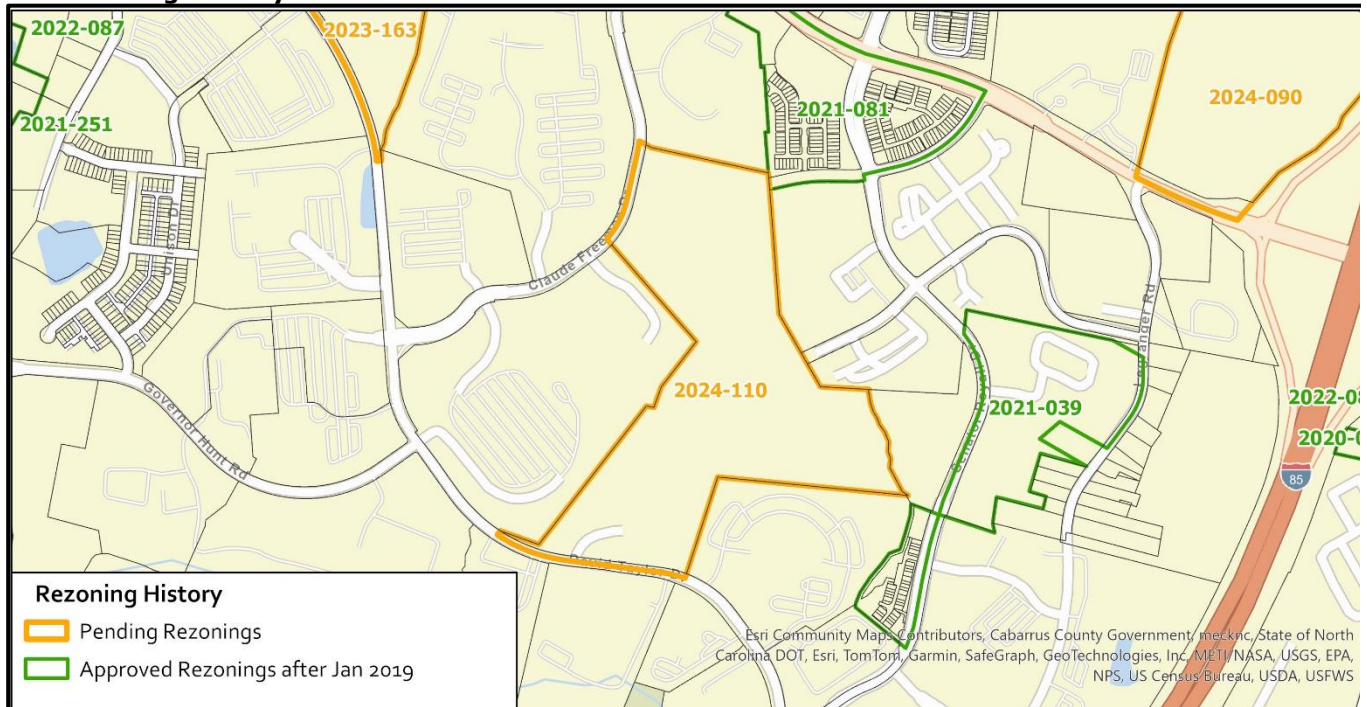 2022-087
2023-163
2021-081
2024-090
2021-251
Grison Dr
Claude Freeman Dr
Legranger Rd
2024-110
2021-039
2022-08
2020-0
Governor Hunt Rd
85
David Taylor Dr
Rezoning History
Pending Rezonings
Approved Rezonings after Jan 2019
Esri Community Maps Contributors, Cabarrus County Government, mecknc, State of North
Carolina DOT, Esri, TomTom, Garmin, SafeGraph, GeoTechnologies, Inc, METI/NASA, USGS, EPA,
NPS, US Census Bureau, USDA, USFWS